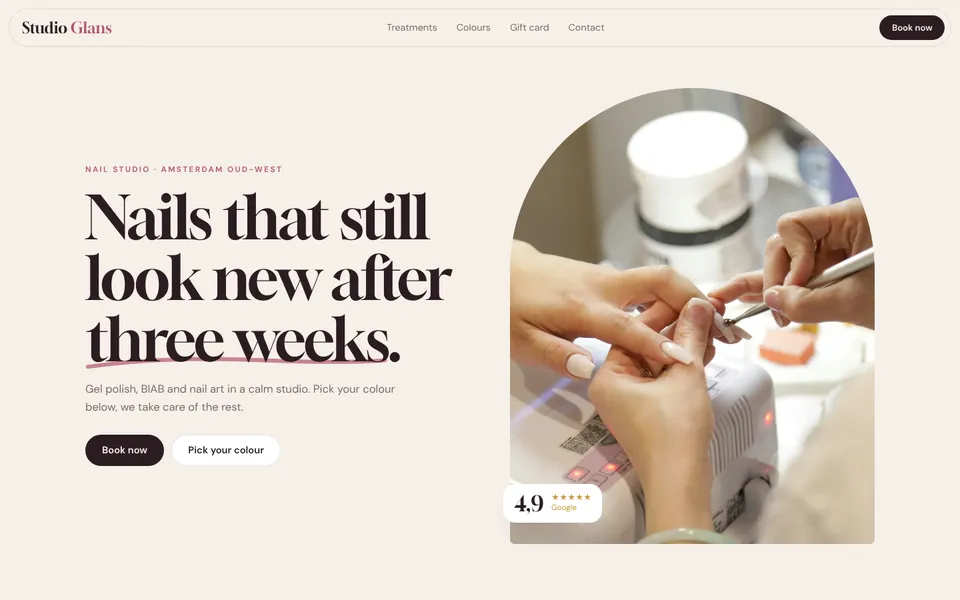 Studio Glans
Treatments Colours Gift card Contact
Book now
NAIL STUDIO · AMSTERDAM OUD-WEST
Nails that still
look new after
three weeks.
Gel polish, BIAB and nail art in a calm studio. Pick your colour
below, we take care of the rest.
Book now Pick your colour
4,9 ★★★★★
Google